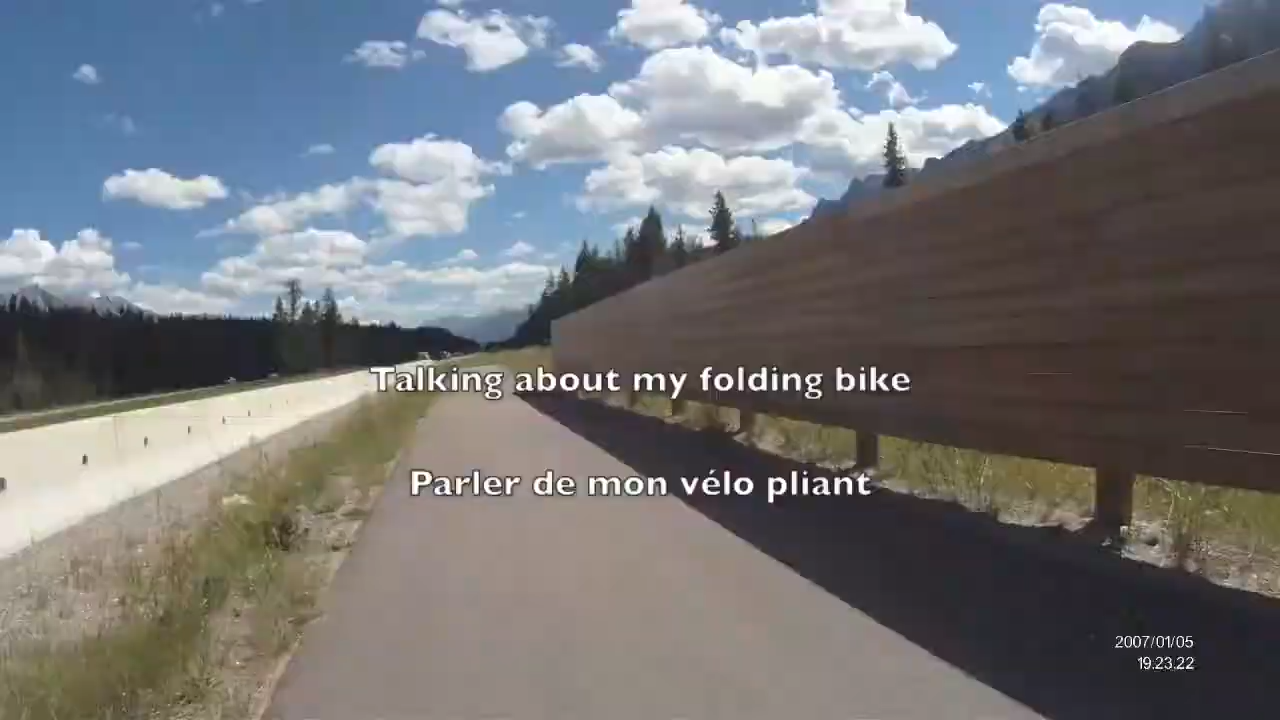 Talking about my folding bike
Parler de mon vélo pliant
2007/01/05
19:23:22